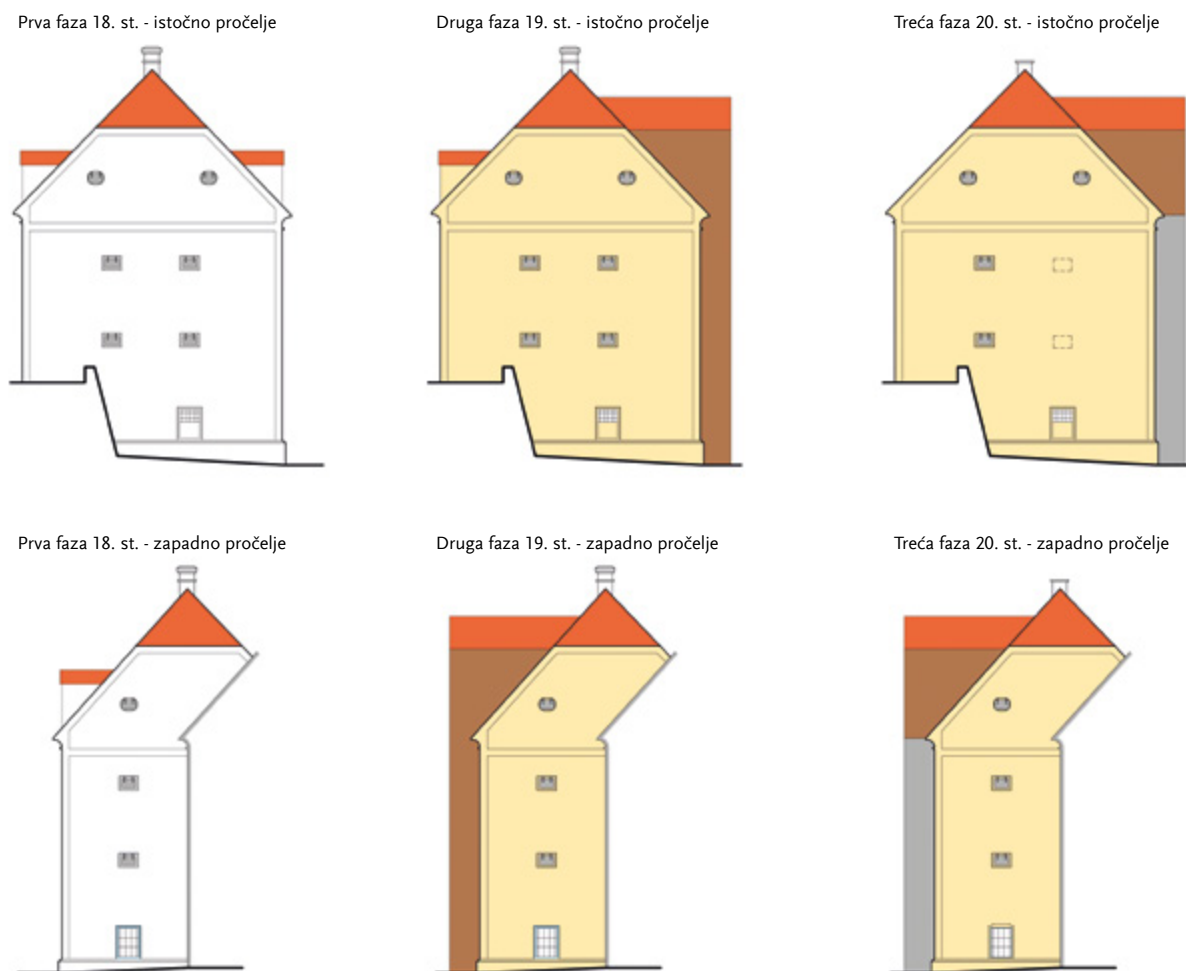 Prva faza 18. st. - istočno pročelje
Druga faza 19. st. - istočno pročelje
Treća faza 20. st. - istočno pročelje
Prva faza 18. st. - zapadno pročelje
Druga faza 19. st. - zapadno pročelje
Treća faza 20. st. - zapadno pročelje